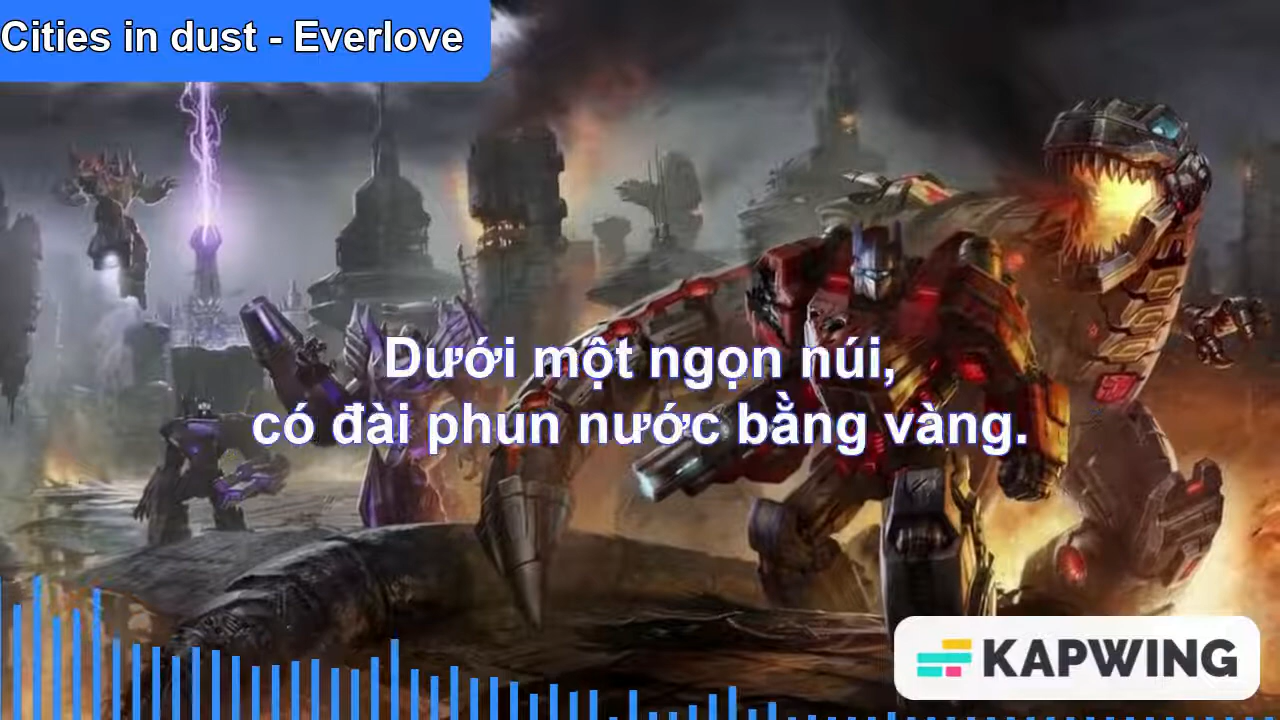 Cities in dust - Everlove
Dưới một ngọn núi,
có đài phun nước bằng vàng.
KAPWING